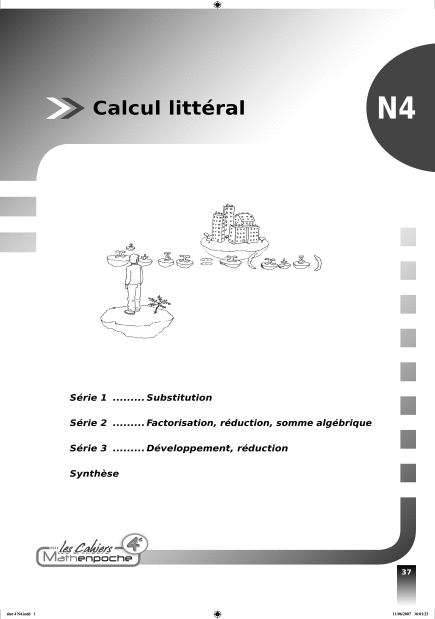 Calcul littéral
N4
Série 1 ......... Substitution
Série 2 ......... Factorisation, réduction, somme algébrique
Série 3 ......... Développement, réduction
Synthèse
les Cahiers
Mathenpoche
4e
37
titre 4 N4.indd 1
11/06/2007 16:01:23